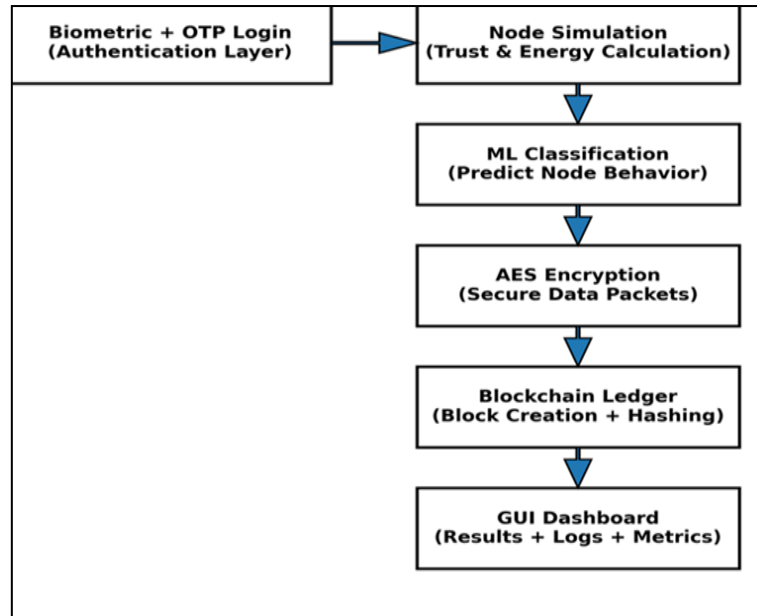 Biometric + OTP Login
(Authentication Layer)
Node Simulation
(Trust & Energy Calculation)
ML Classification
(Predict Node Behavior)
AES Encryption
(Secure Data Packets)
Blockchain Ledger
(Block Creation + Hashing)
GUI Dashboard
(Results + Logs + Metrics)